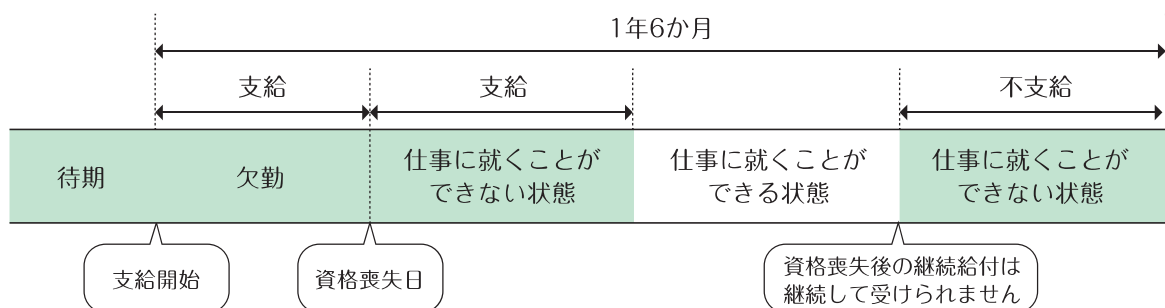 1年6か月
支給
支給
不支給
待期
欠勤
仕事に就くことが
できない状態
仕事に就くことが
できる状態
仕事に就くことが
できない状態
支給開始
資格喪失日
資格喪失後の継続給付は
継続して受けられません